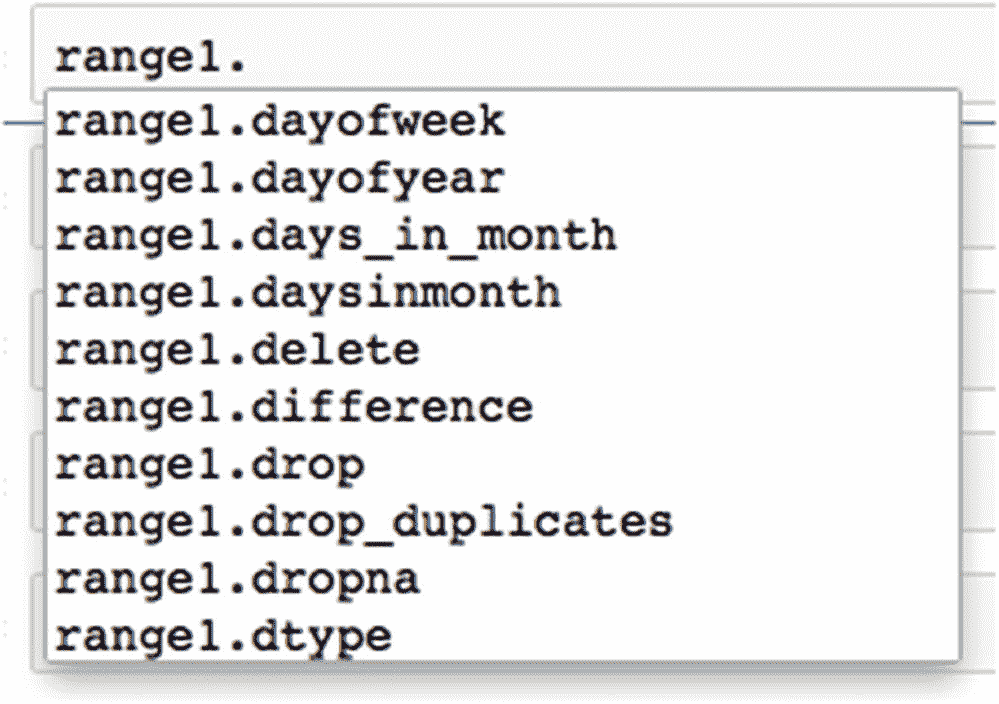 range1.
range1.dayofweek
range1.dayofyear
range1.days_in_month
range1.daysinmonth
range1.delete
range1.difference
range1.drop
range1.drop_duplicates
range1.dropna
range1.dtype